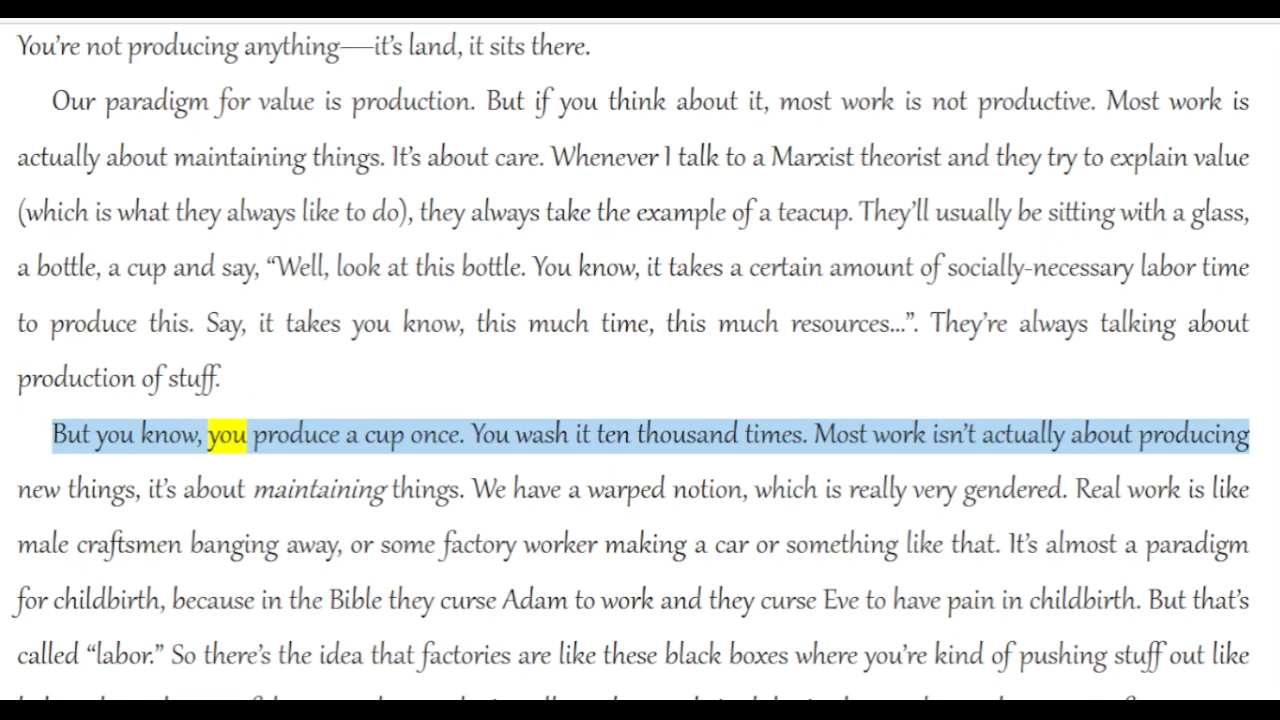 You're not producing anything—it's land, it sits there.
Our paradigm for value is production. But if you think about it, most work is not productive. Most work is
actually about maintaining things. It's about care. Whenever I talk to a Marxist theorist and they try to explain value
(which is what they always like to do), they always take the example of a teacup. They'll usually be sitting with a glass,
a bottle, a cup and say, “Well, look at this bottle. You know, it takes a certain amount of socially-necessary labor time
to produce this. Say, it takes you know, this much time, this much resources...”. They're always talking about
production of stuff.
But you know, you produce a cup once. You wash it ten thousand times. Most work isn't actually about producing
new things, it's about maintaining things. We have a warped notion, which is really very gendered. Real work is like
male craftsmen banging away, or some factory worker making a car or something like that. It's almost a paradigm
for childbirth, because in the Bible they curse Adam to work and they curse Eve to have pain in childbirth. But that's
called “labor.” So there's the idea that factories are like these black boxes where you're kind of pushing stuff out like